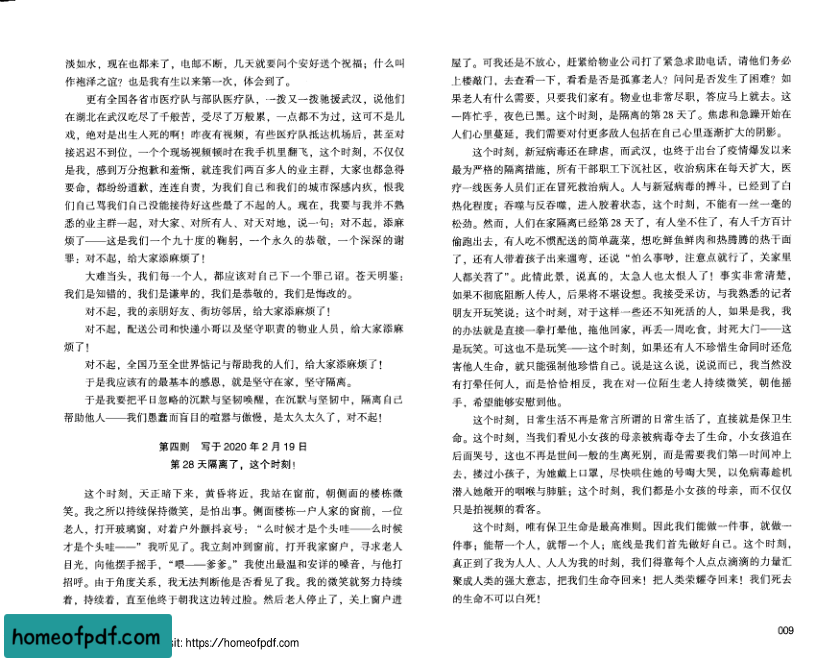 淡如水，现在也都来了，电邮不断，几天就要问个安好送个祝福；什么叫
作袍泽之谊？也是我有生以来第一次，体会到了。
更有全国各省市医疗队与部队医疗队，一拨又一拨驰援武汉，说他们
在湖北在武汉吃尽了千般苦，受尽了万般累，一点都不为过，这可不是儿
戏，绝对是出生入死的啊！昨夜有视频，有些医疗队抵达机场后，甚至对
接迟迟不到位，一个个现场视频顿时在我手机里翻飞，这个时刻，不仅仅
是我，感到万分抱歉和羞惭，就连我们两百多人的业主群，大家也都急得
要命，都纷纷道歉，连连自责，为我们自己和我们的城市深感内疚，恨我
们自己骂我们自己没能接待好这些最了不起的人。现在，我要与我并不熟
悉的业主群一起，对大家、对所有人、对天对地，说一句：对不起，添麻
烦了——这是我们一个九十度的鞠躬，一个永久的恭敬，一个深深的谢
罪：对不起，给大家添麻烦了！
大难当头，我们每一个人，都应该对自己下一个罪己诏。苍天明鉴：
我们是知错的，我们是谦卑的，我们是恭敬的，我们是悔改的。
对不起，我的亲朋好友、街坊邻居，给大家添麻烦了！
对不起，配送公司和快递小哥以及坚守职责的物业人员，给大家添麻
烦了！
对不起，全国乃至全世界惦记与帮助我的人们，给大家添麻烦了！
于是我应该有的最基本的感恩，就是坚守在家，坚守隔离。
于是我要把平日忽略的沉默与坚韧唤醒，在沉默与坚韧中，隔离自己
帮助他人——我们愚蠢而盲目的喧嚣与傲慢，是太久太久了，对不起！
第四则 写于 2020 年 2 月 19 日
第 28 天隔离了，这个时刻！
这个时刻，天正暗下来，黄昏将近，我站在窗前，朝侧面的楼栋微
笑。我之所以持续保持微笑，是怕出事。侧面楼栋一户人家的窗前，一位
老人，打开玻璃窗，对着户外颤抖哀号：“么时候才是个头哇——么时候
才是个头哇——”我听见了。我立刻冲到窗前，打开我家窗户，寻求老人
目光，向他摆手摇手，“喂——爹爹。”我使出最温和安详的嗓音，与他打
招呼。由于角度关系，我无法判断他是否看见了我。我的微笑就努力持续
着，持续着，直至他终于朝我这边转过脸。然后老人停止了，关上窗户进
屋了。可我还是不放心，赶紧给物业公司打了紧急求助电话，请他们务必
上楼敲门，去查看一下，看看是否是孤寡老人？问问是否发生了困难？如
果老人有什么需要，只要我们家有。物业也非常尽职，答应马上就去。这
一阵忙乎，夜色已黑。这个时刻，是隔离的第 28 天了。焦虑和急躁开始在
人们心里蔓延，我们需要对付更多敌人包括在自己心里逐渐扩大的阴影。
这个时刻，新冠病毒还在肆虐，而武汉，也终于出台了疫情爆发以来
最为严格的隔离措施，所有干部职工下沉社区，收治病床在每天扩大，医
疗一线医务人员们正在冒死救治病人。人与新冠病毒的搏斗，已经到了白
热化程度；吞噬与反吞噬，进入胶着状态，这个时刻，不能有一丝一毫的
松劲。然而，人们在家隔离已经第 28 天了，有人坐不住了，有人千方百计
偷跑出去，有人吃不惯配送的简单蔬菜，想吃鲜鱼鲜肉和热腾腾的热干面
了，还有人带着孩子出来遛弯，还说“怕么事哟，注意点就行了，关家里
人都关苕了”。此情此景，说真的，太急人也太恨人了！事实非常清楚，
如果不彻底阻断人传人，后果将不堪设想。我接受采访，与我熟悉的记者
朋友开玩笑说：这个时刻，对于这样一些还不知死活的人，如果是我，我
的办法就是直接一拳打晕他，拖他回家，再丢一周吃食，封死大门——这
是玩笑。可这也不是玩笑——这个时刻，如果还有人不珍惜生命同时还危
害他人生命，就只能强制他珍惜自己。说是这么说，说说而已，我当然没
有打晕任何人，而是恰恰相反，我在对一位陌生老人持续微笑，朝他摇
手，希望能够安慰到他。
这个时刻，日常生活不再是常言所谓的日常生活了，直接就是保卫生
命。这个时刻，当我们看见小女孩的母亲被病毒夺去了生命，小女孩追在
后面哭号，这也不再是世间一般的生离死别，而是需要我们第一时间冲上
去，搂过小孩子，为她戴上口罩，尽快哄住她的号啕大哭，以免病毒趁机
潜入她敞开的咽喉与肺脏；这个时刻，我们都是小女孩的母亲，而不仅仅
只是拍视频的看客。
这个时刻，唯有保卫生命是最高准则。因此我们能做一件事，就做一
件事；能帮一个人，就帮一个人；底线是我们首先做好自己。这个时刻，
真正到了我为人人、人人为我的时刻，我们得靠每个人点点滴滴的力量汇
聚成人类的强大意志，把我们生命夺回来！把人类荣耀夺回来！我们死去
的生命不可以白死！
009
homeofpdf.com
sit: https://homeofpdf.com